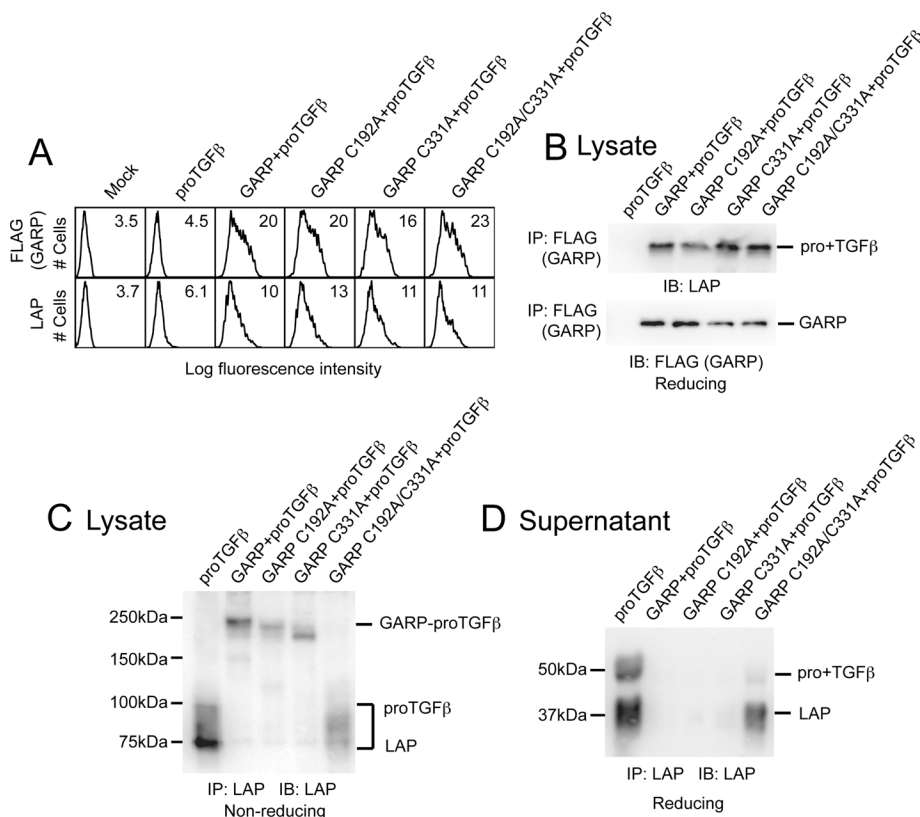 A
Mock
proTGFβ
GARP+proTGFβ
GARP C192A+proTGFβ
GARP C331A+proTGFβ
GARP C192A/C331A+proTGFβ
FLAG
(GARP)
# Cells
3.5
4.5
20
20
16
23
LAP
# Cells
3.7
6.1
10
13
11
11
Log fluorescence intensity
B Lysate
proTGFβ
GARP+proTGFβ
GARP C192A+proTGFβ
GARP C331A+proTGFβ
GARP C192A/C331A+proTGFβ
IP: FLAG
(GARP)
pro+TGFβ
IB: LAP
IP: FLAG
(GARP)
GARP
IB: FLAG (GARP)
Reducing
C Lysate
proTGFβ
GARP+proTGFβ
GARP C192A+proTGFβ
GARP C331A+proTGFβ
GARP C192A/C331A+proTGFβ
250kDa
150kDa
100kDa
75kDa
GARP-proTGFβ
proTGFβ
LAP
IP: LAP IB: LAP
Non-reducing
D Supernatant
proTGFβ
GARP+proTGFβ
GARP C192A+proTGFβ
GARP C331A+proTGFβ
GARP C192A/C331A+proTGFβ
50kDa
37kDa
pro+TGFβ
LAP
IP: LAP IB: LAP
Reducing